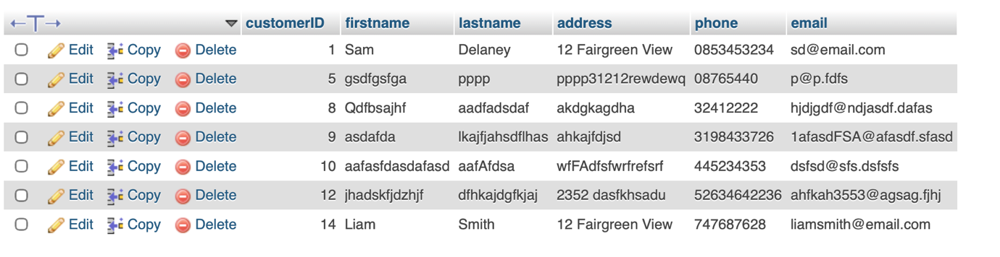 customerID firstname lastname address phone email
Edit Copy Delete 1 Sam Delaney 12 Fairgreen View 0853453234 sd@email.com
Edit Copy Delete 5 gsdfgsfga pppp pppp31212rewdewq 08765440 p@p.fdfs
Edit Copy Delete 8 Qdfbsajhf aadfadsdaf akdgkagdha 32412222 hjdjgdf@ndjasdf.dafas
Edit Copy Delete 9 asdafda lkajfjahsdflhas ahkajfdjsd 3198433726 1afasdFSA@afasdf.sfasd
Edit Copy Delete 10 aafasfdasdafasd aafAfdsa wfFAdfsfwrfrefsrf 445234353 dsfsd@sfs.dsfsfs
Edit Copy Delete 12 jhadskfjdzhjf dfhkajdgfkjaj 2352 dasfkhsadu 52634642236 ahfkah3553@agsag.fjhj
Edit Copy Delete 14 Liam Smith 12 Fairgreen View 747687628 liamsmith@email.com